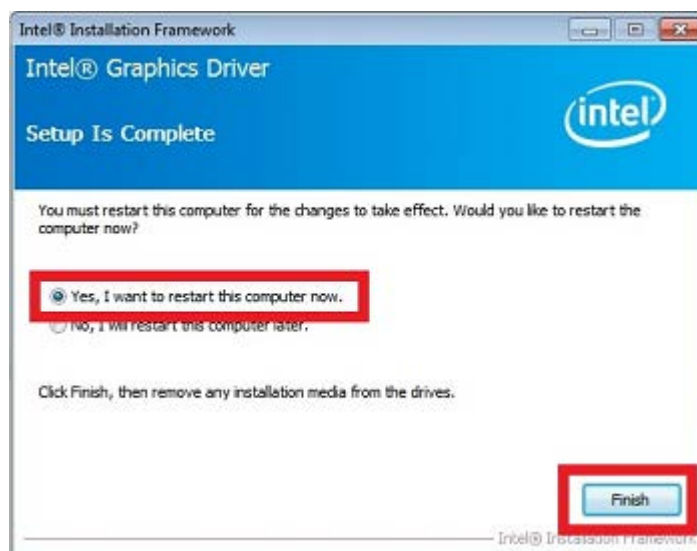 Intel® Installation Framework
Intel® Graphics Driver
intel
Setup Is Complete
You must restart this computer for the changes to take effect. Would you like to restart the
computer now?
Yes, I want to restart this computer now.
No, I will restart this computer later.
Click Finish, then remove any installation media from the drives.
Finish
Intel® Installation Framework